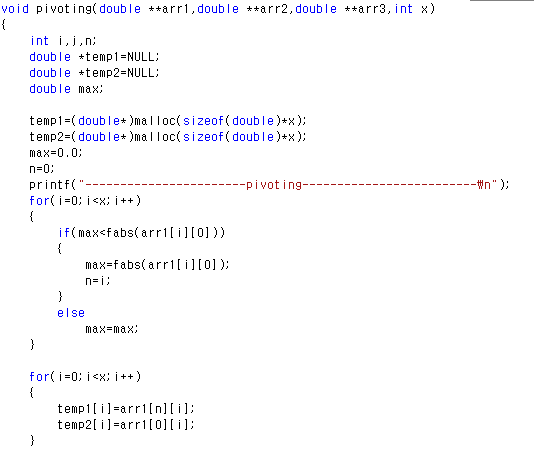 void pivoting(double **arr1,double **arr2,double **arr3,int x)
{
    int i,j,n;
    double *temp1=NULL;
    double *temp2=NULL;
    double max;

    temp1=(double*)malloc(sizeof(double)*x);
    temp2=(double*)malloc(sizeof(double)*x);
    max=0.0;
    n=0;
    printf("-----------------------pivoting-------------------------₩n");
    for(i=0;i<x;i++)
    {
        if(max<fabs(arr1[i][0]))
        {
            max=fabs(arr1[i][0]);
            n=i;
        }
        else
            max=max;
    }

    for(i=0;i<x;i++)
    {
        temp1[i]=arr1[n][i];
        temp2[i]=arr1[0][i];
    }